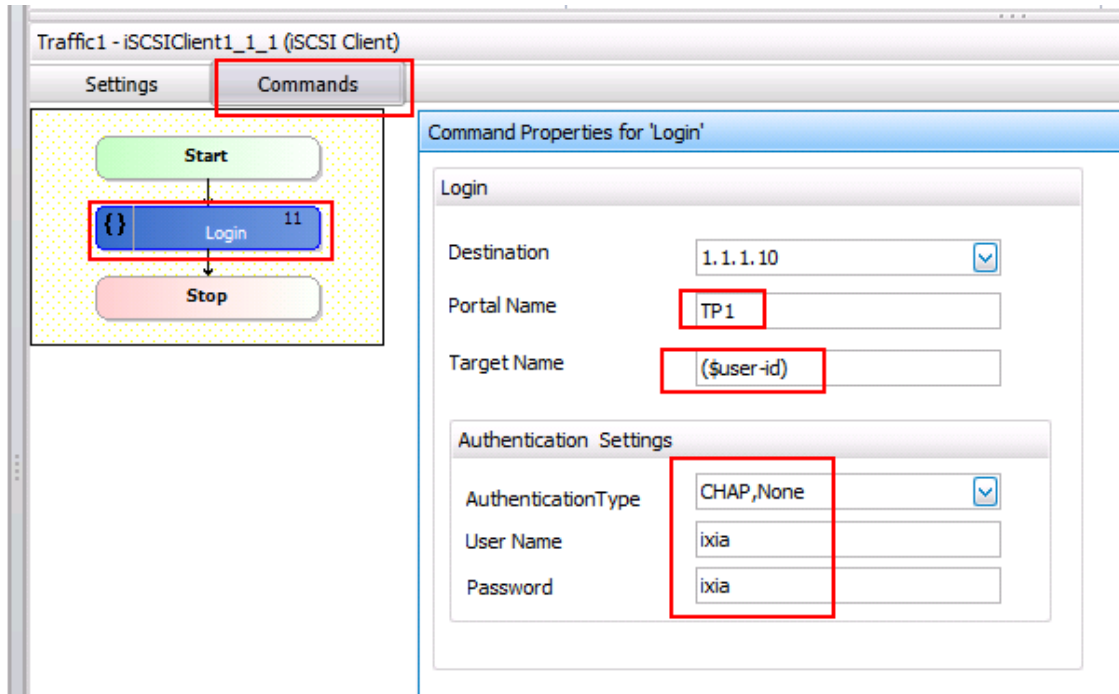 Traffic1 - iSCSIClient1_1_1 (iSCSI Client)
Settings Commands
Start
{} Login 11
Stop
Command Properties for 'Login'
Login
Destination 1.1.1.10
Portal Name TP1
Target Name ($user-id)
Authentication Settings
AuthenticationType CHAP,None
User Name ixia
Password ixia